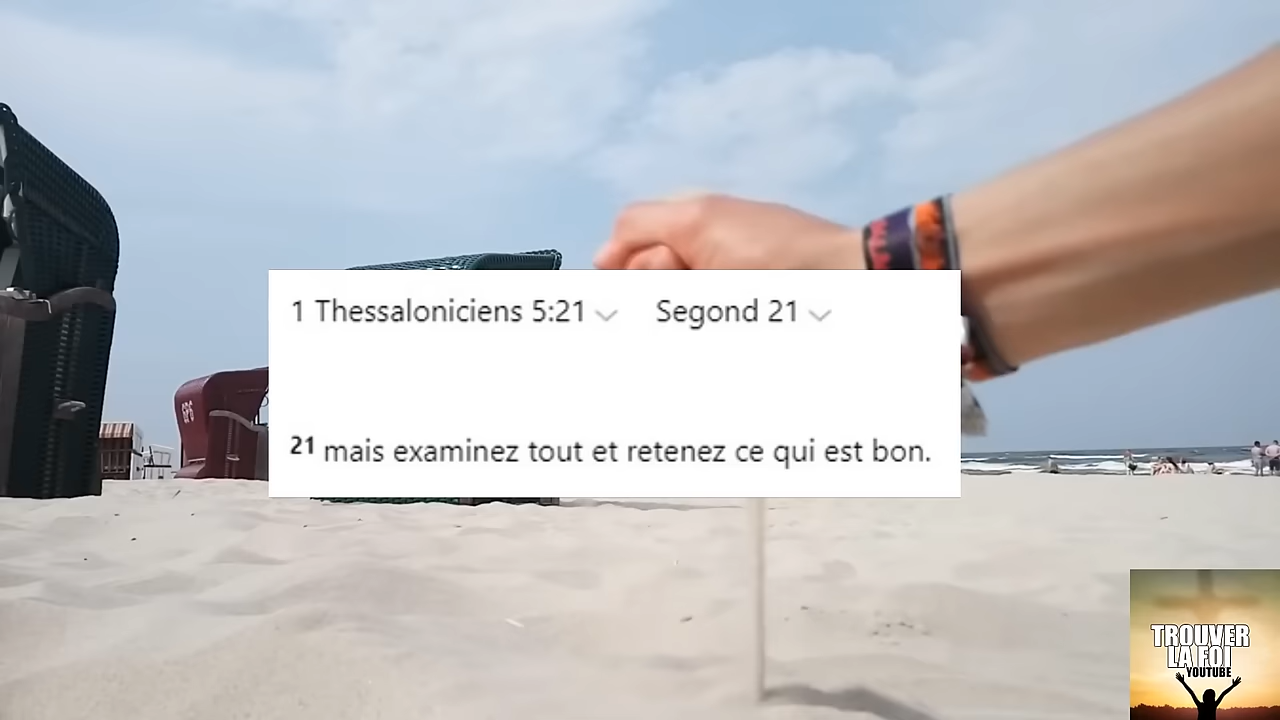 1 Thessaloniciens 5:21 Segond 21
21 mais examinez tout et retenez ce qui est bon.
6P6
TROUVER
LA FOI
YOUTUBE